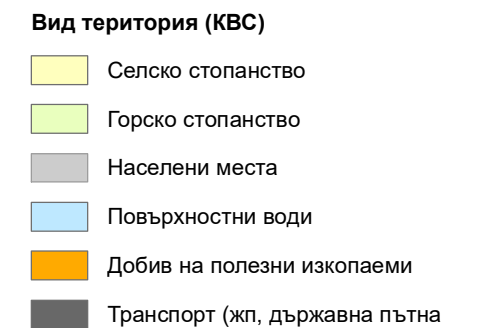 Вид територия (КВС)
Селско стопанство
Горско стопанство
Населени места
Повърхностни води
Добив на полезни изкопаеми
Транспорт (жп, държавна пътна